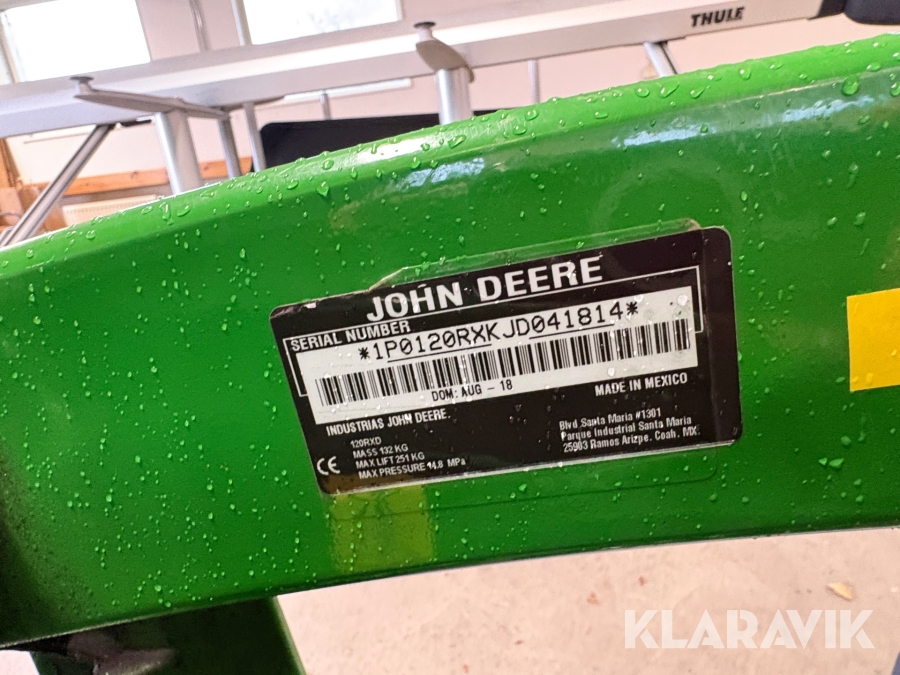 THULE
JOHN DEERE
SERIAL NUMBER
*1P0120RXKJD041814*
DOM: AUG - 18
MADE IN MEXICO
INDUSTRIAS JOHN DEERE.
120RXD
MASS 132 KG
MAX LIFT 251 KG
MAX PRESSURE 14.8 MPa
CE
Blvd. Santa Maria #1301
Parque Industrial Santa Maria
25903 Ramos Arizpe. Coah. MX.
KLARAVIK